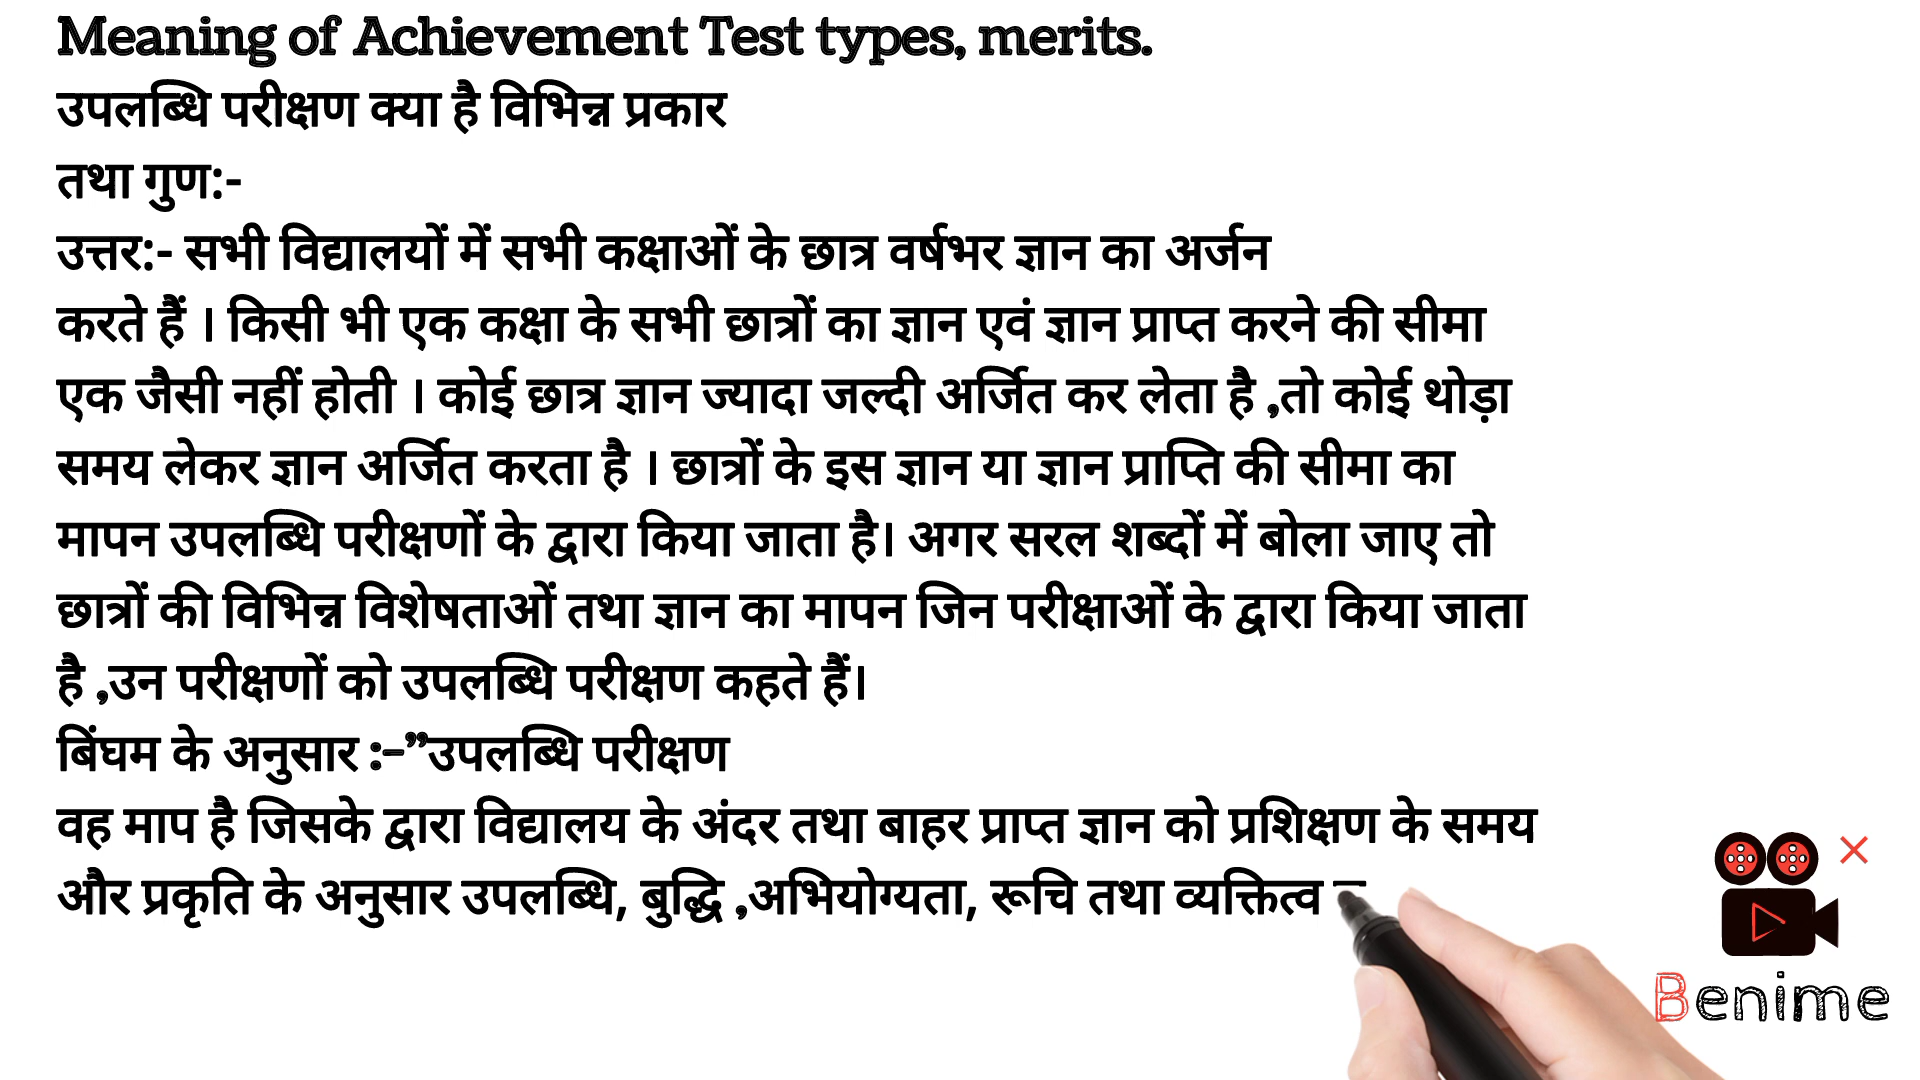 Meaning of Achievement Test types, merits.
उपलब्धि परीक्षण क्या है विभिन्न प्रकार
तथा गुण:-
उत्तर:- सभी विद्यालयों में सभी कक्षाओं के छात्र वर्षभर ज्ञान का अर्जन
करते हैं । किसी भी एक कक्षा के सभी छात्रों का ज्ञान एवं ज्ञान प्राप्त करने की सीमा
एक जैसी नहीं होती । कोई छात्र ज्ञान ज्यादा जल्दी अर्जित कर लेता है ,तो कोई थोड़ा
समय लेकर ज्ञान अर्जित करता है । छात्रों के इस ज्ञान या ज्ञान प्राप्ति की सीमा का
मापन उपलब्धि परीक्षणों के द्वारा किया जाता है। अगर सरल शब्दों में बोला जाए तो
छात्रों की विभिन्न विशेषताओं तथा ज्ञान का मापन जिन परीक्षाओं के द्वारा किया जाता
है ,उन परीक्षणों को उपलब्धि परीक्षण कहते हैं।
बिंघम के अनुसार :–”उपलब्धि परीक्षण
वह माप है जिसके द्वारा विद्यालय के अंदर तथा बाहर प्राप्त ज्ञान को प्रशिक्षण के समय
और प्रकृति के अनुसार उपलब्धि, बुद्धि ,अभियोग्यता, रूचि तथा व्यक्तित्व
Benime